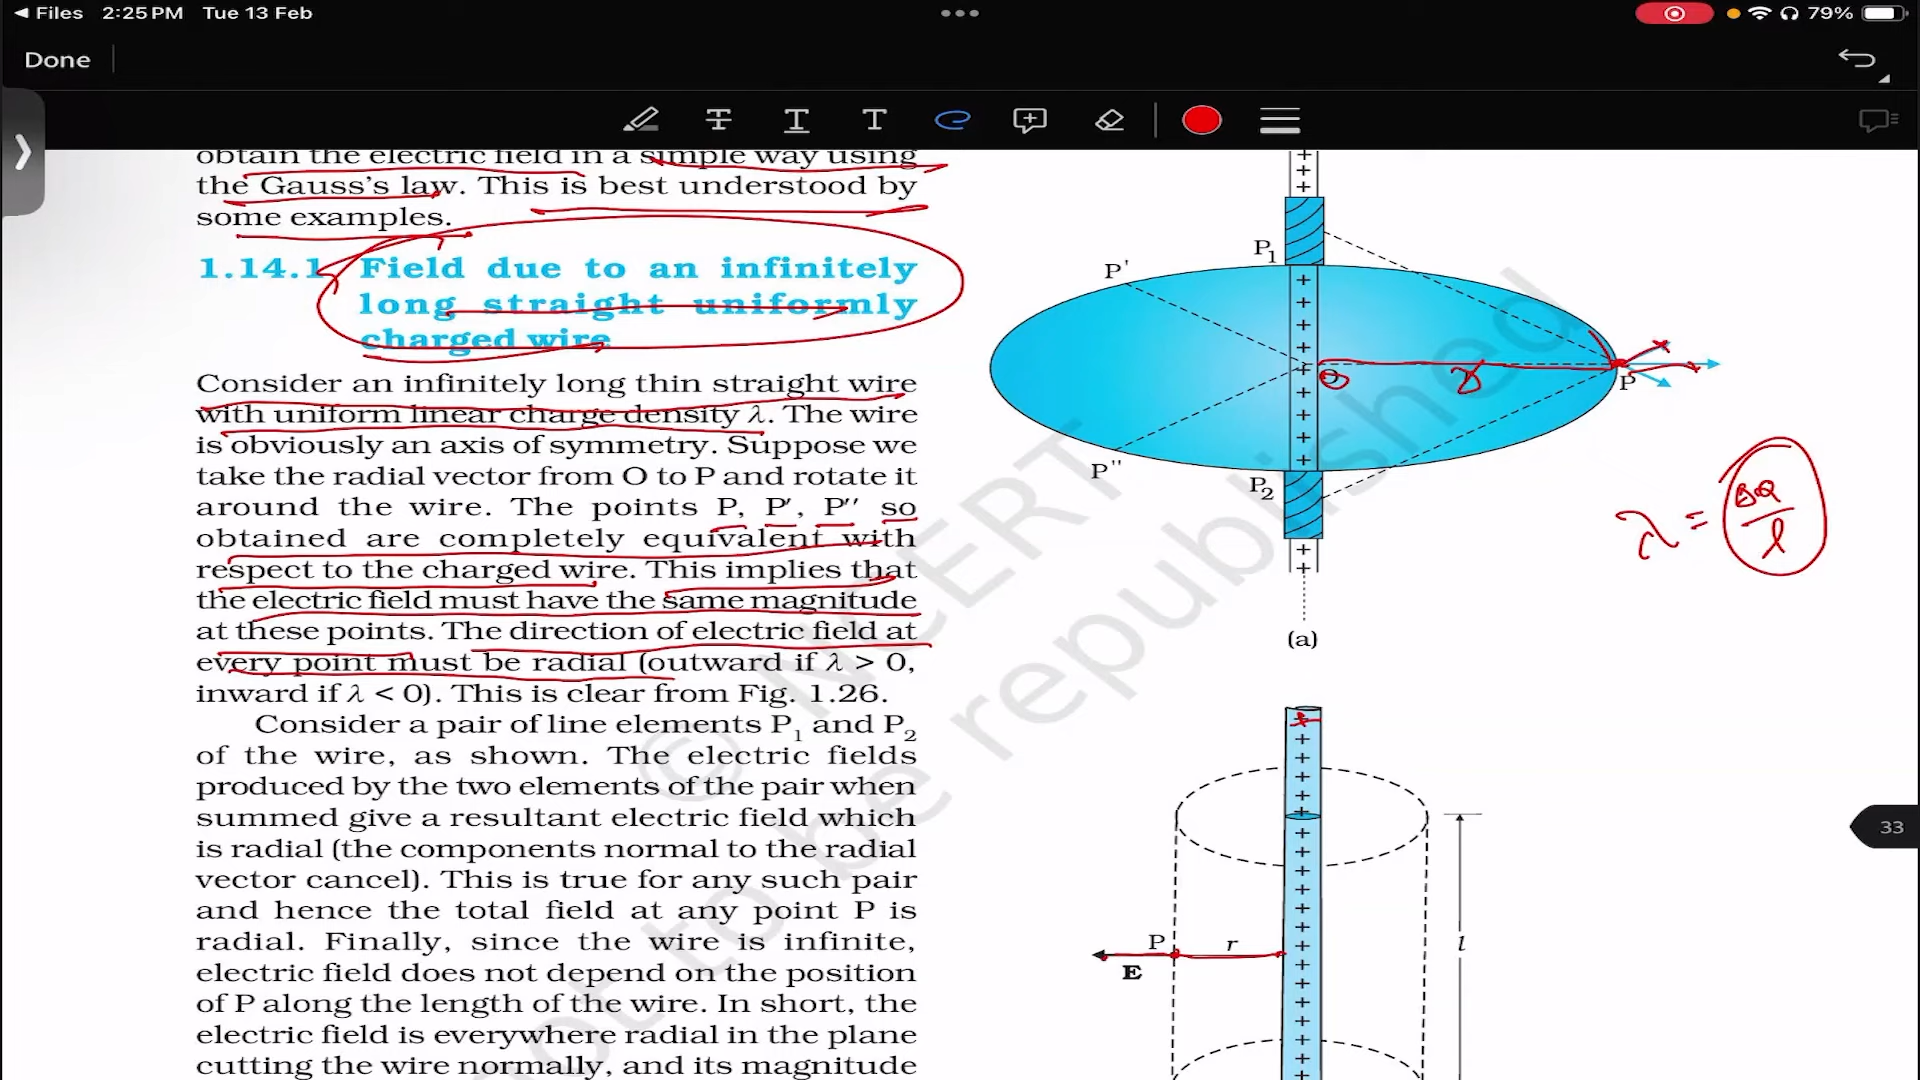 Files 2:25 PM Tue 13 Feb
79%
Done
obtain the electric field in a simple way using
the Gauss's law. This is best understood by
some examples.
1.14.1 Field due to an infinitely
long straight uniformly
charged wire
Consider an infinitely long thin straight wire
with uniform linear charge density λ. The wire
is obviously an axis of symmetry. Suppose we
take the radial vector from O to P and rotate it
around the wire. The points P, P′, P′′ so
obtained are completely equivalent with
respect to the charged wire. This implies that
the electric field must have the same magnitude
at these points. The direction of electric field at
every point must be radial (outward if λ > 0,
inward if λ < 0). This is clear from Fig. 1.26.
Consider a pair of line elements P₁ and P₂
of the wire, as shown. The electric fields
produced by the two elements of the pair when
summed give a resultant electric field which
is radial (the components normal to the radial
vector cancel). This is true for any such pair
and hence the total field at any point P is
radial. Finally, since the wire is infinite,
electric field does not depend on the position
of P along the length of the wire. In short, the
electric field is everywhere radial in the plane
cutting the wire normally, and its magnitude
P₁
P'
O
P
P"
P₂
λ = ΔQ/l
(a)
P
r
E
l
33
© NCERT
not to be republished